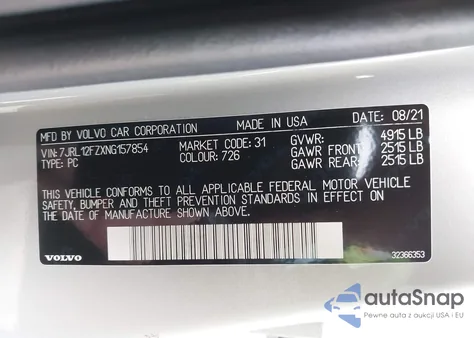 MFD BY VOLVO CAR CORPORATION MADE IN USA DATE: 08/21
VIN: 7JRL12FZXNG157854 MARKET CODE: 31 GVWR: 4915 LB
TYPE: PC COLOUR: 726 GAWR FRONT: 2515 LB
GAWR REAR: 2515 LB
THIS VEHICLE CONFORMS TO ALL APPLICABLE FEDERAL MOTOR VEHICLE
SAFETY, BUMPER AND THEFT PREVENTION STANDARDS IN EFFECT ON
THE DATE OF MANUFACTURE SHOWN ABOVE.
VOLVO 32366353
autoSnap
Pewne auta z aukcji USA i EU